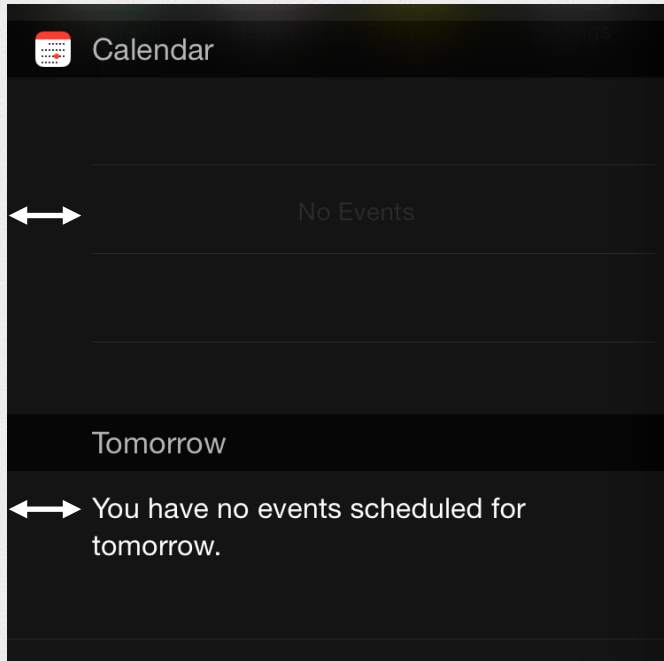 Calendar
No Events
Tomorrow
You have no events scheduled for
tomorrow.